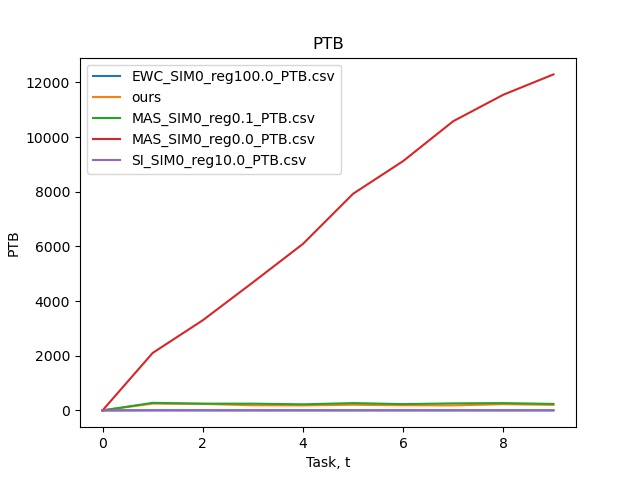 PTB
EWC_SIM0_reg100.0_PTB.csv
ours
MAS_SIM0_reg0.1_PTB.csv
MAS_SIM0_reg0.0_PTB.csv
SI_SIM0_reg10.0_PTB.csv
12000
10000
8000
6000
4000
2000
0
PTB
0 2 4 6 8
Task, t